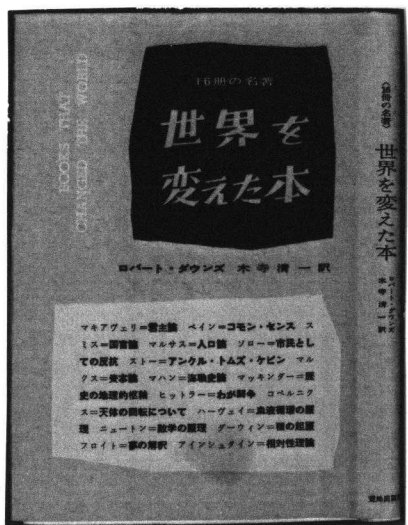 BOOKS THAT
CHANGED THE WORLD
16冊の名著
世界を
変えた本
ロバート・ダウンズ 木寺清一訳
マキアヴェリ=君主論 ペイン=コモン・センス ス
ミス=国富論 マルサス=人口論 ソロー=市民とし
ての反抗 ストー=アンクル・トムズ・ケビン マル
クス=資本論 マハン=海戦史論 マッキンダー=歴
史の地理的枢軸 ヒットラー=わが闘争 コペルニク
ス=天体の回転について ハーヴェイ=血液循環の原
理 ニュートン=数学の原理 ダーウィン=種の起原
フロイト=夢の解釈 アインシュタイン=相対性理論
〈16冊の名著〉 世界を変えた本
ロバート・ダウンズ
木寺清一訳